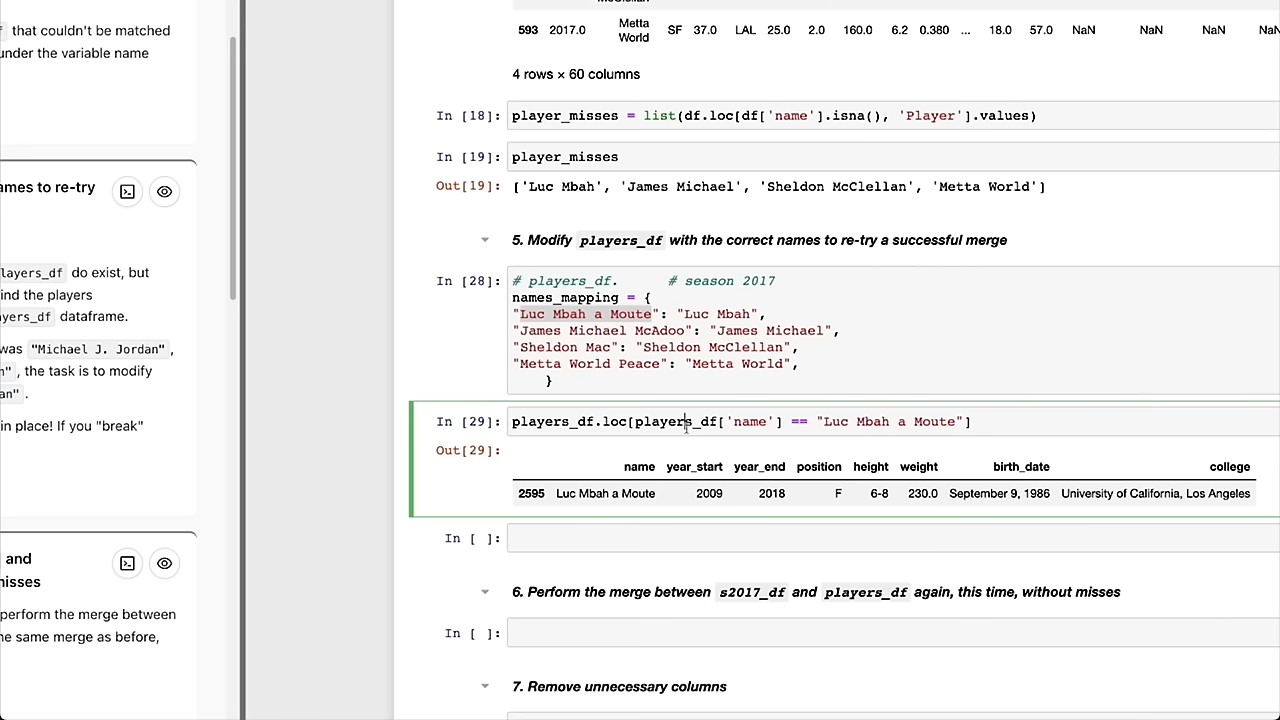 f that couldn't be matched
under the variable name
ames to re-try
layers_df do exist, but
ind the players
yers_df dataframe.
was "Michael J. Jordan",
n", the task is to modify
an".
in place! If you "break"
and
misses
perform the merge between
he same merge as before,
593 2017.0 Metta World SF 37.0 LAL 25.0 2.0 160.0 6.2 0.380 ... 18.0 57.0 NaN NaN NaN NaN
4 rows × 60 columns
In [18]: player_misses = list(df.loc[df['name'].isna(), 'Player'].values)
In [19]: player_misses
Out[19]: ['Luc Mbah', 'James Michael', 'Sheldon McClellan', 'Metta World']
5. Modify players_df with the correct names to re-try a successful merge
In [28]: # players_df. # season 2017
names_mapping = {
"Luc Mbah a Moute": "Luc Mbah",
"James Michael McAdoo": "James Michael",
"Sheldon Mac": "Sheldon McClellan",
"Metta World Peace": "Metta World",
}
In [29]: players_df.loc[players_df['name'] == "Luc Mbah a Moute"]
Out[29]:
name year_start year_end position height weight birth_date college
2595 Luc Mbah a Moute 2009 2018 F 6-8 230.0 September 9, 1986 University of California, Los Angeles
In [ ]:
6. Perform the merge between s2017_df and players_df again, this time, without misses
In [ ]:
7. Remove unnecessary columns